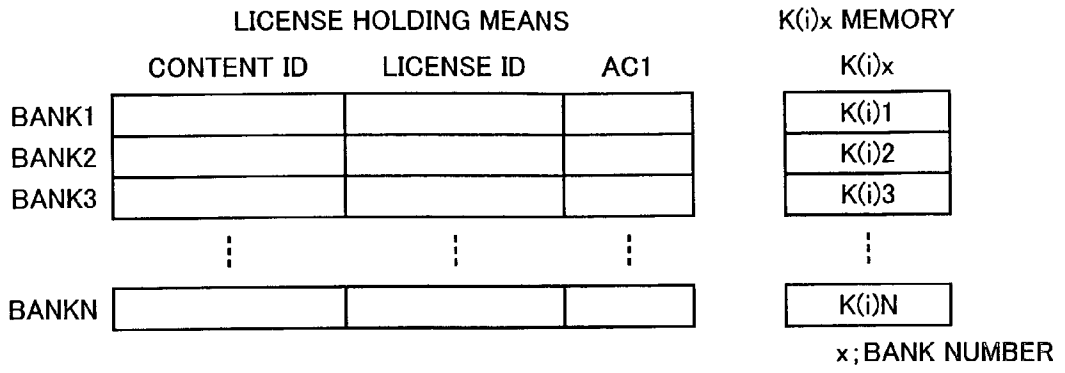 LICENSE HOLDING MEANS K(i)x MEMORY
CONTENT ID LICENSE ID AC1 K(i)x
BANK1 K(i)1
BANK2 K(i)2
BANK3 K(i)3
BANKN K(i)N
x;BANK NUMBER